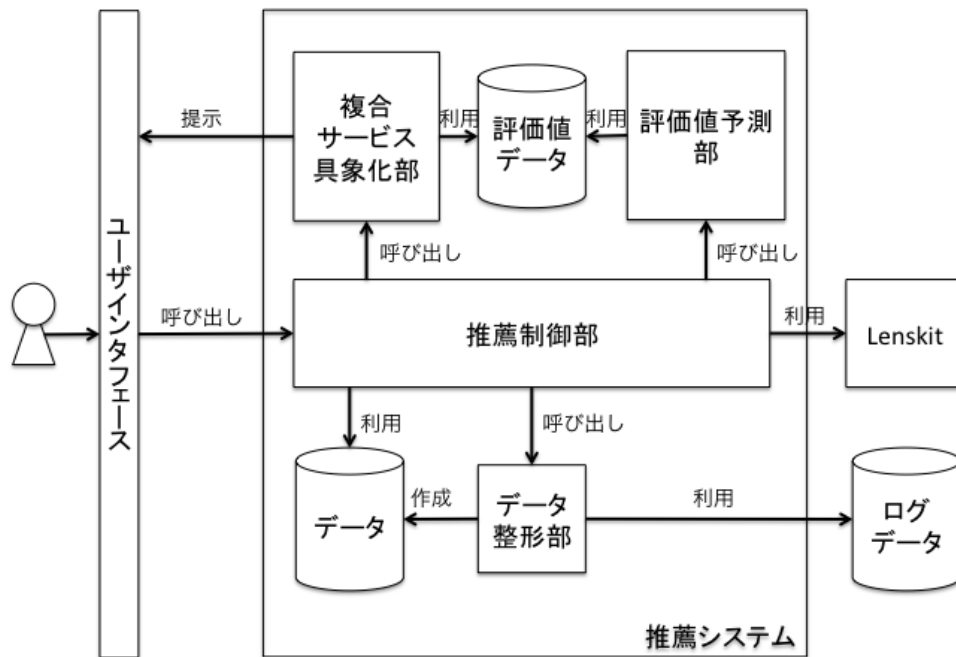 複合
サービス
具象化部
提示
利用
評価値
データ
利用
評価値予測
部
呼び出し
呼び出し
ユーザインタフェース
呼び出し
推薦制御部
利用
Lenskit
利用
呼び出し
データ
作成
データ
整形部
利用
ログ
データ
推薦システム